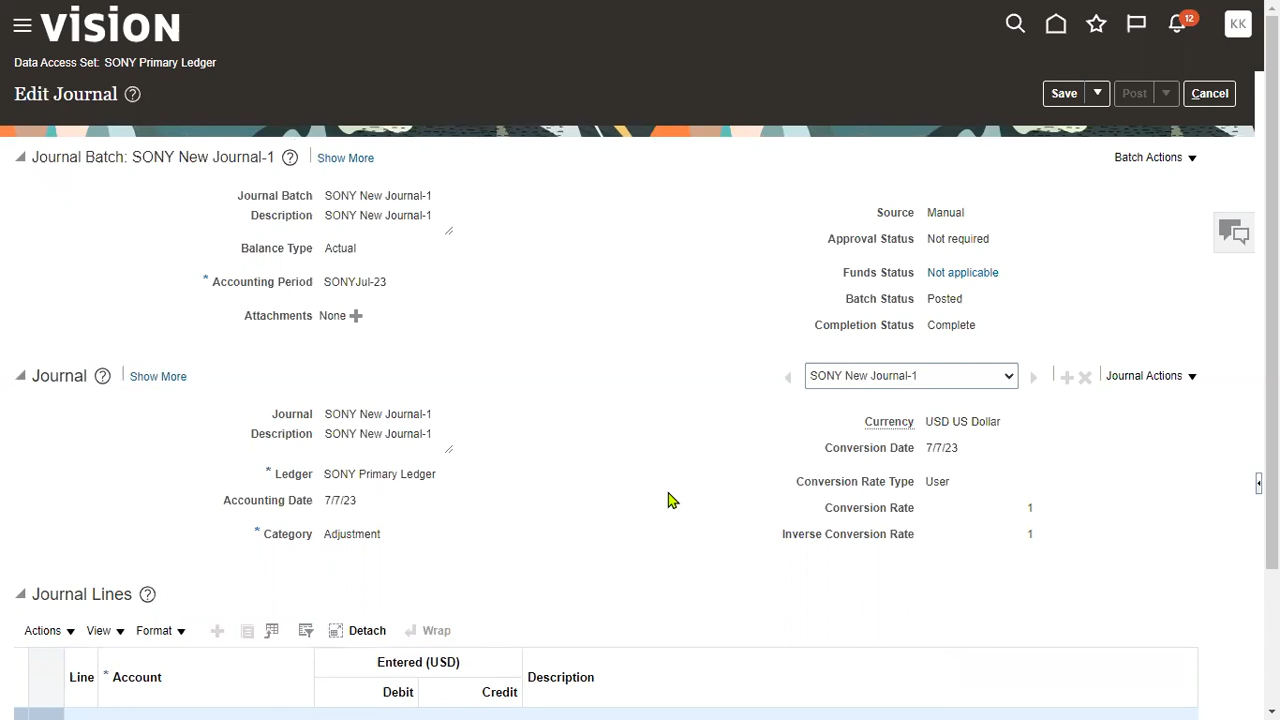 vision
12
KK
Data Access Set: SONY Primary Ledger
Edit Journal ?
Save
Post
Cancel
Journal Batch: SONY New Journal-1 ? Show More
Batch Actions
Journal Batch SONY New Journal-1
Description SONY New Journal-1
Balance Type Actual
* Accounting Period SONYJul-23
Attachments None
Source Manual
Approval Status Not required
Funds Status Not applicable
Batch Status Posted
Completion Status Complete
Journal ? Show More
SONY New Journal-1
Journal Actions
Journal SONY New Journal-1
Description SONY New Journal-1
* Ledger SONY Primary Ledger
Accounting Date 7/7/23
* Category Adjustment
Currency USD US Dollar
Conversion Date 7/7/23
Conversion Rate Type User
Conversion Rate 1
Inverse Conversion Rate 1
Journal Lines ?
Actions View Format Detach Wrap
Line * Account Entered (USD) Description
Debit Credit